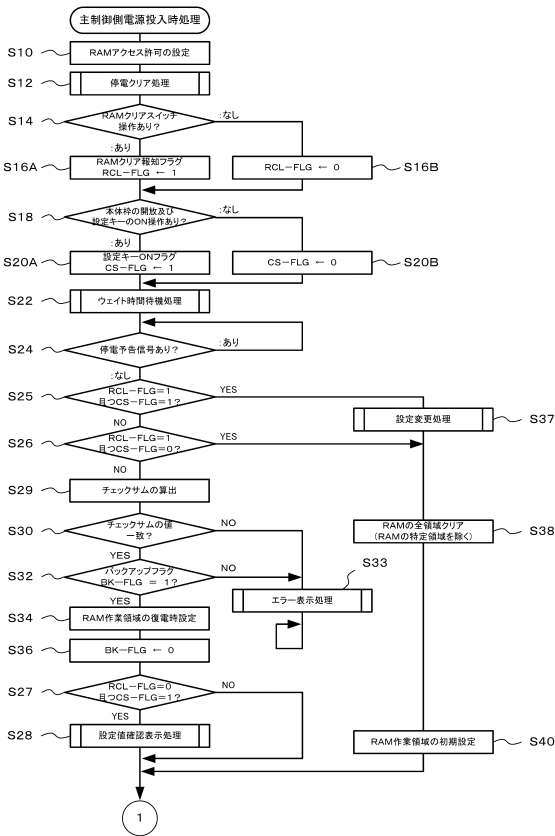 主制御側電源投入時処理
S10
RAMアクセス許可の設定
S12
停電クリア処理
S14
RAMクリアスイッチ
操作あり?
:なし
:あり
S16A
RAMクリア報知フラグ
RCL-FLG ← 1
RCL-FLG ← 0
S16B
S18
本体枠の開放及び
設定キーのON操作あり?
:なし
:あり
S20A
設定キーONフラグ
CS-FLG ← 1
CS-FLG ← 0
S20B
S22
ウェイト時間待機処理
S24
停電予告信号あり?
:あり
:なし
S25
RCL-FLG=1
且つCS-FLG=1?
YES
NO
設定変更処理
S37
S26
RCL-FLG=1
且つCS-FLG=0?
YES
NO
S29
チェックサムの算出
S30
チェックサムの値
一致?
NO
YES
RAMの全領域クリア
(RAMの特定領域を除く)
S38
S32
バックアップフラグ
BK-FLG = 1?
NO
YES
S33
エラー表示処理
S34
RAM作業領域の復電時設定
S36
BK-FLG ← 0
S27
RCL-FLG=0
且つCS-FLG=1?
NO
YES
S28
設定値確認表示処理
RAM作業領域の初期設定
S40
1